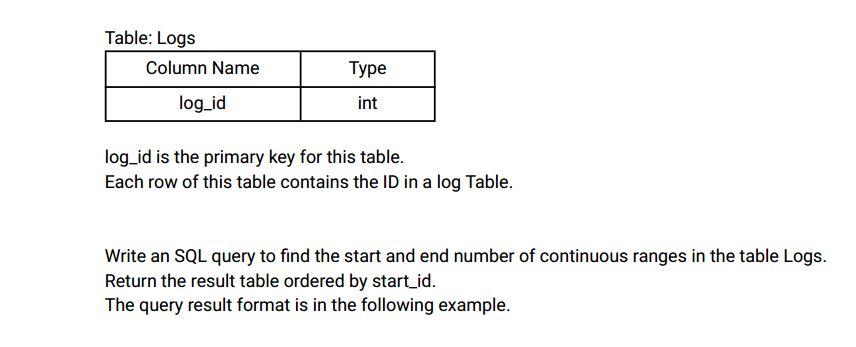 Table: Logs
Column Name Type
log_id int
log_id is the primary key for this table.
Each row of this table contains the ID in a log Table.
Write an SQL query to find the start and end number of continuous ranges in the table Logs.
Return the result table ordered by start_id.
The query result format is in the following example.